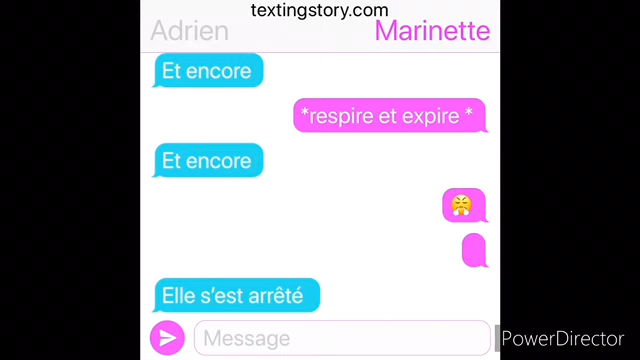 textingstory.com
Adrien Marinette
Et encore
*respire et expire *
Et encore
😤
Elle s'est arrêté
Message
PowerDirector